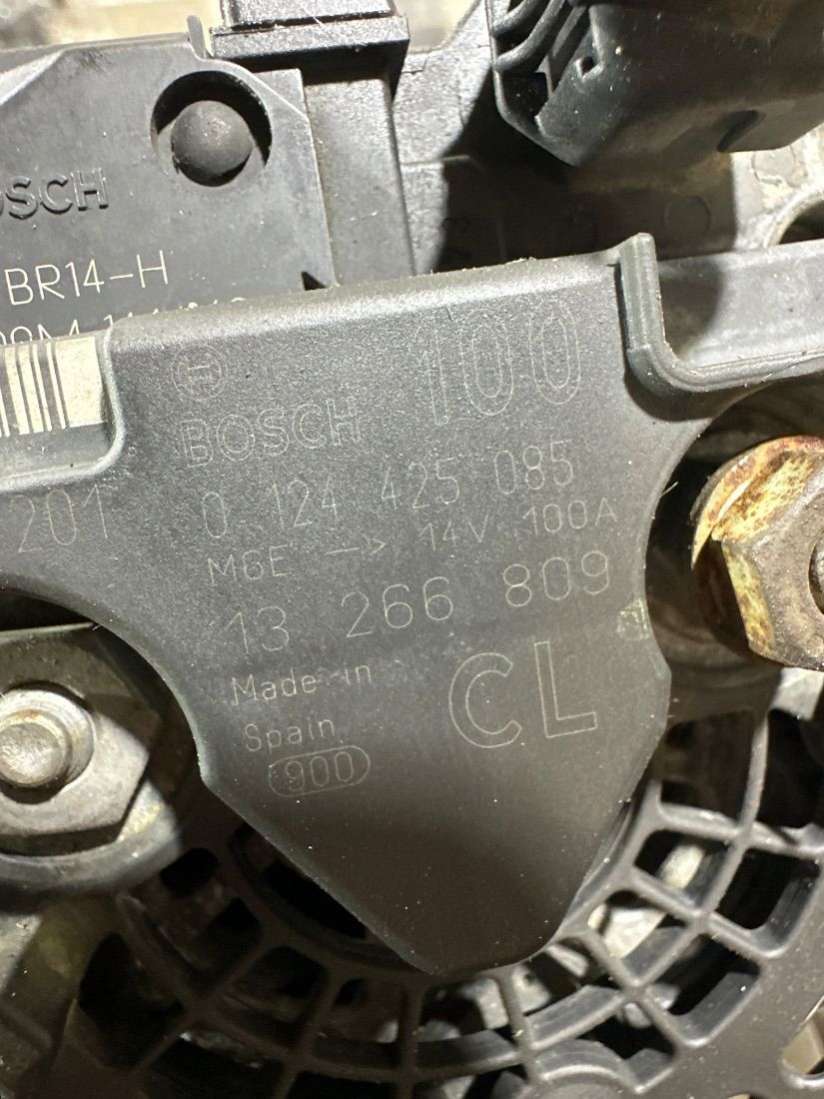 BOSCH
BR14-H
100
BOSCH
201
0 124 425 085
MGE -> 14V 100A
13 266 809
Made in
Spain
CL
900